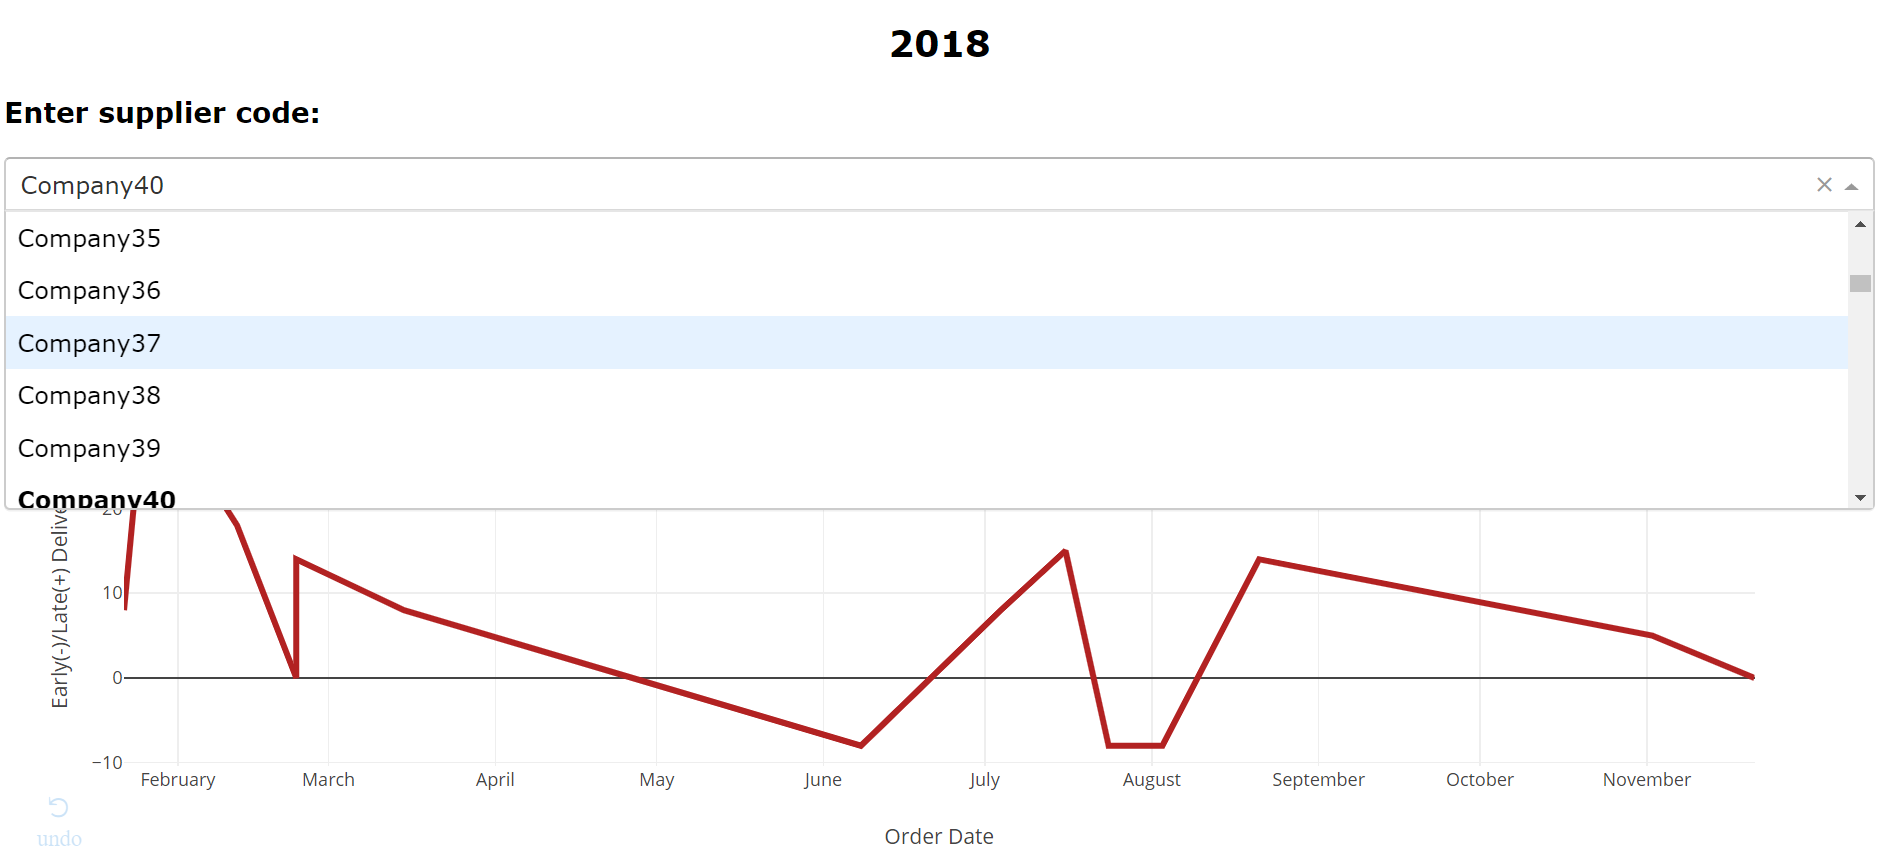 2018
Enter supplier code:
Company40
Company35
Company36
Company37
Company38
Company39
Company40
20
10
0
−10
Early(-)/Late(+)
February March April May June July August September October November
Order Date
undo